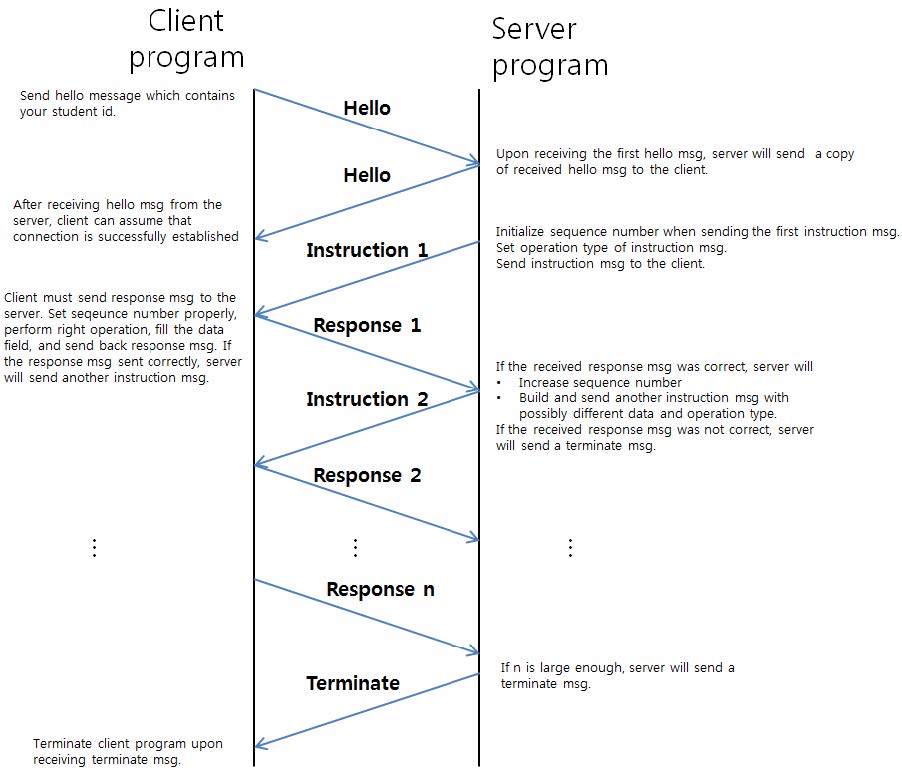 Client
program
Server
program
Send hello message which contains
your student id.
Hello
Upon receiving the first hello msg, server will send a copy
of received hello msg to the client.
Hello
After receiving hello msg from the
server, client can assume that
connection is successfully established
Initialize sequence number when sending the first instruction msg.
Set operation type of instruction msg.
Send instruction msg to the client.
Instruction 1
Client must send response msg to the
server. Set seqeunce number properly,
perform right operation, fill the data
field, and send back response msg. If
the response msg sent correctly, server
will send another instruction msg.
Response 1
If the received response msg was correct, server will
• Increase sequence number
• Build and send another instruction msg with
possibly different data and operation type.
If the received response msg was not correct, server
will send a terminate msg.
Instruction 2
Response 2
⋮ ⋮ ⋮
Response n
If n is large enough, server will send a
terminate msg.
Terminate
Terminate client program upon
receiving terminate msg.